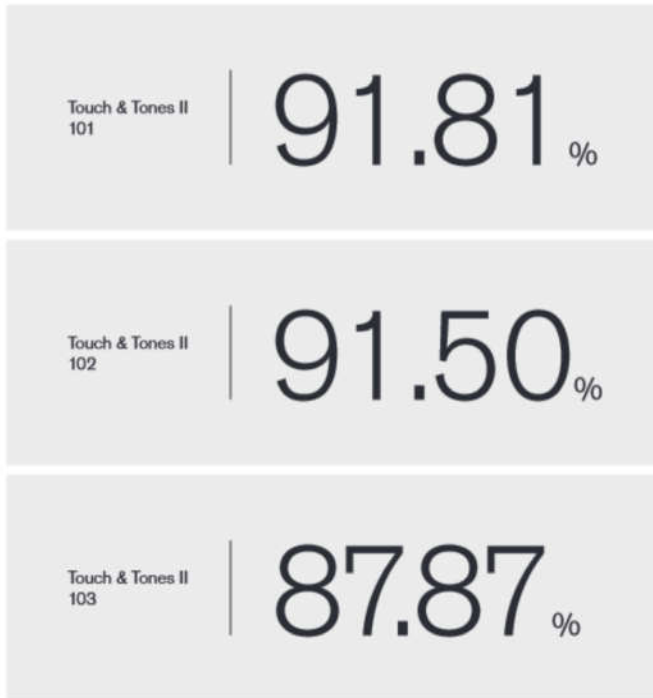 Touch & Tones II
101
91.81 %
Touch & Tones II
102
91.50 %
Touch & Tones II
103
87.87 %